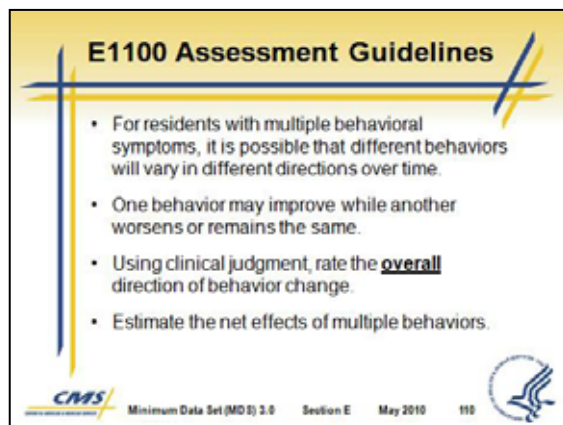 E1100 Assessment Guidelines
• For residents with multiple behavioral
symptoms, it is possible that different behaviors
will vary in different directions over time.
• One behavior may improve while another
worsens or remains the same.
• Using clinical judgment, rate the overall
direction of behavior change.
• Estimate the net effects of multiple behaviors.
CMS
Minimum Data Set (MDS) 3.0 Section E May 2010 110